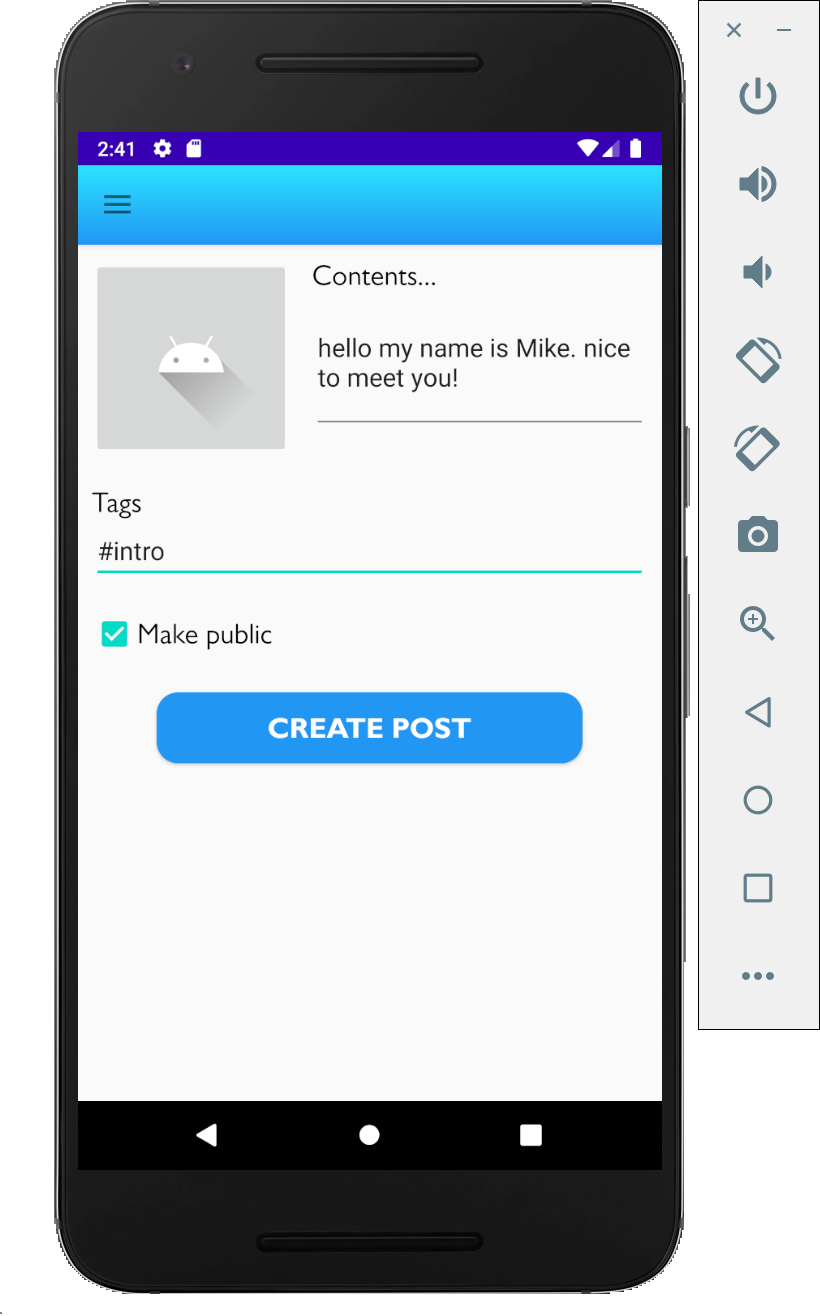 2:41
Contents...
hello my name is Mike. nice
to meet you!
Tags
#intro
Make public
CREATE POST